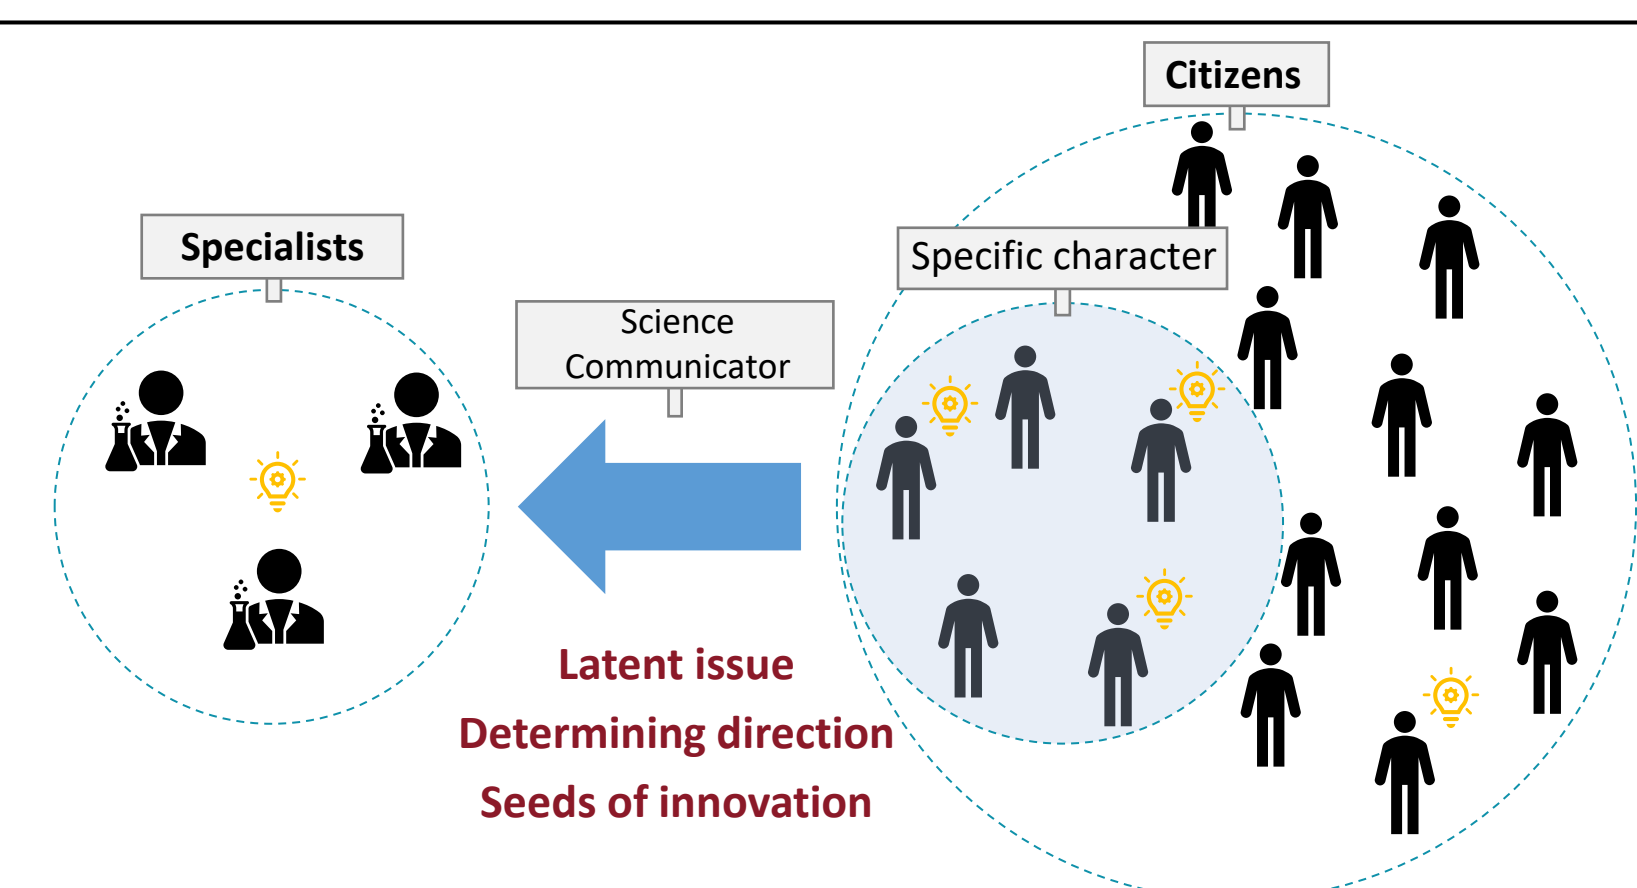 Citizens
Specialists
Specific character
Science
Communicator
Latent issue
Determining direction
Seeds of innovation